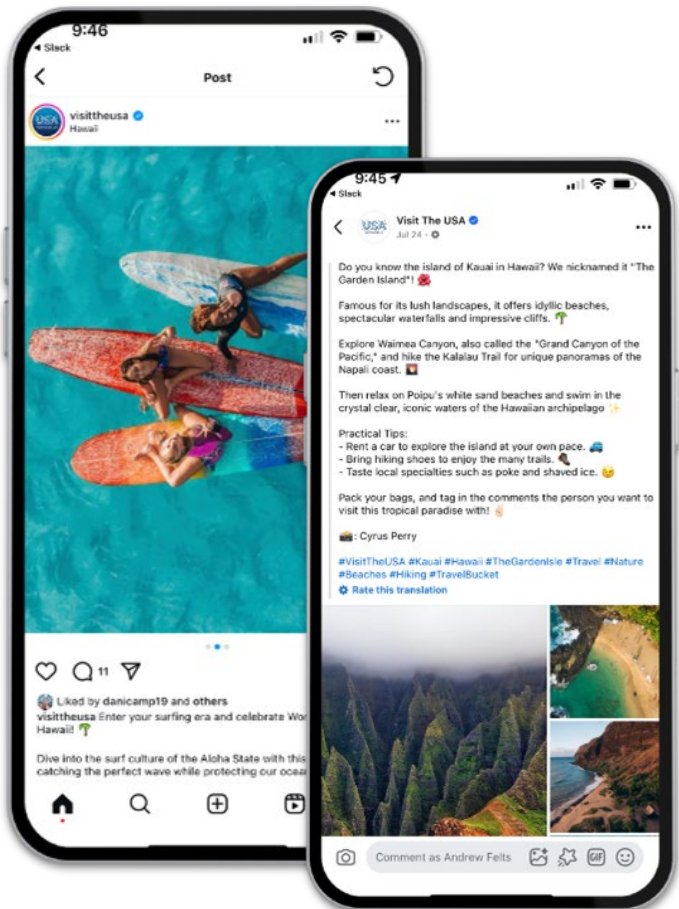 9:46
Slack
Post
visittheusa
Hawaii
USA
11
Liked by danicamp19 and others
visittheusa Enter your surfing era and celebrate Wor
Hawaii! 🌴
Dive into the surf culture of the Aloha State with this
catching the perfect wave while protecting our ocea
9:45
Slack
USA
Visit The USA
Jul 24 ·
Do you know the island of Kauai in Hawaii? We nicknamed it "The
Garden Island"! 🌺
Famous for its lush landscapes, it offers idyllic beaches,
spectacular waterfalls and impressive cliffs. 🌴
Explore Waimea Canyon, also called the "Grand Canyon of the
Pacific," and hike the Kalalau Trail for unique panoramas of the
Napali coast. 🌄
Then relax on Poipu's white sand beaches and swim in the
crystal clear, iconic waters of the Hawaiian archipelago ✨
Practical Tips:
- Rent a car to explore the island at your own pace. 🚙
- Bring hiking shoes to enjoy the many trails. 🥾
- Taste local specialties such as poke and shaved ice. 😉
Pack your bags, and tag in the comments the person you want to
visit this tropical paradise with! ✌🏻
📸: Cyrus Perry
#VisitTheUSA #Kauai #Hawaii #TheGardenIsle #Travel #Nature
#Beaches #Hiking #TravelBucket
Rate this translation
Comment as Andrew Felts
GIF